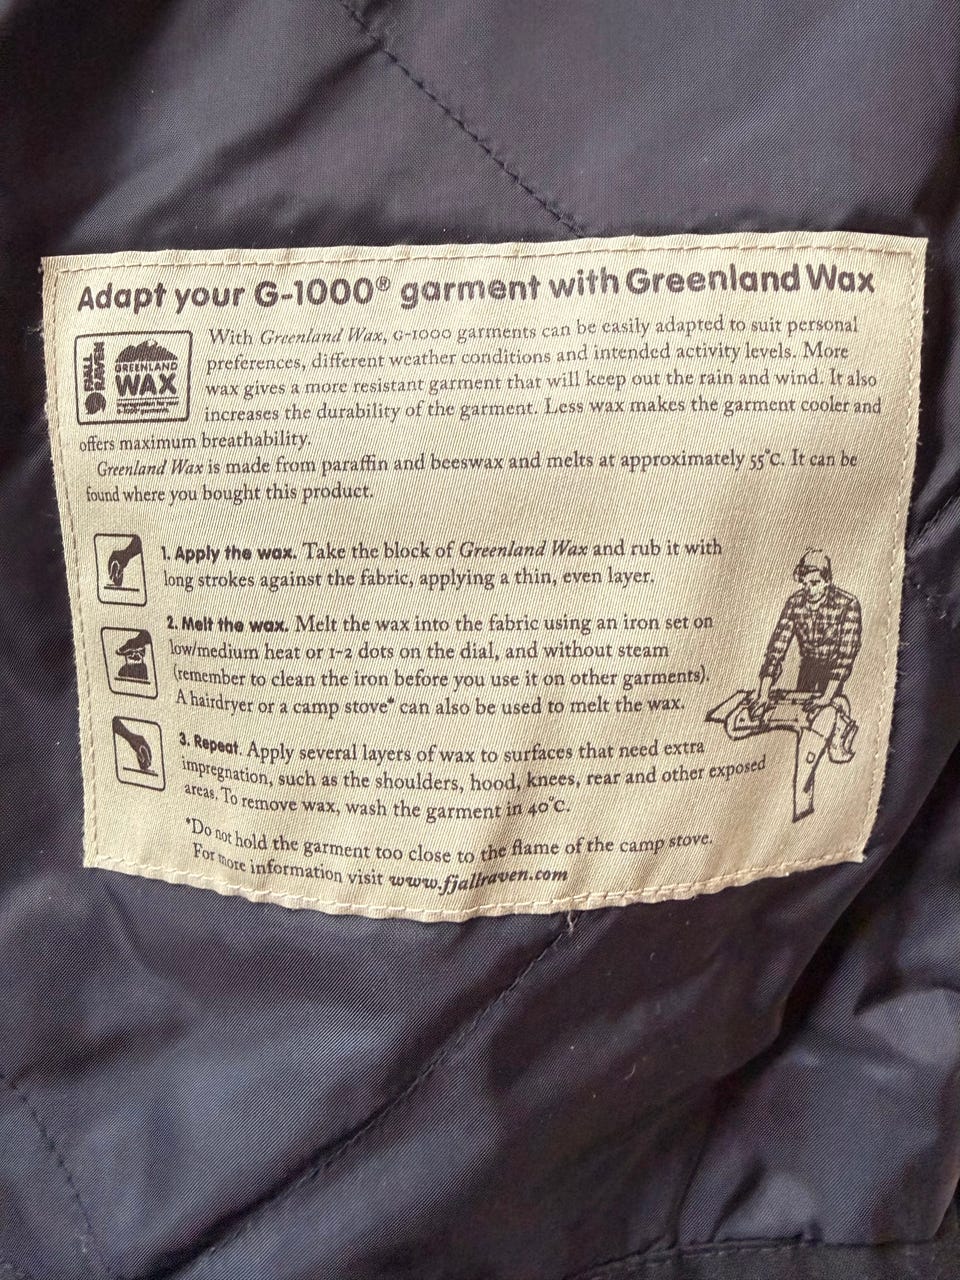 Adapt your G-1000® garment with Greenland Wax
FJÄLL
RÄVEN
GREENLAND
WAX
With Greenland Wax, G-1000 garments can be easily adapted to suit personal
preferences, different weather conditions and intended activity levels. More
wax gives a more resistant garment that will keep out the rain and wind. It also
increases the durability of the garment. Less wax makes the garment cooler and
offers maximum breathability.
Greenland Wax is made from paraffin and beeswax and melts at approximately 55°C. It can be
found where you bought this product.
1. Apply the wax. Take the block of Greenland Wax and rub it with
long strokes against the fabric, applying a thin, even layer.
2. Melt the wax. Melt the wax into the fabric using an iron set on
low/medium heat or 1-2 dots on the dial, and without steam
(remember to clean the iron before you use it on other garments).
A hairdryer or a camp stove* can also be used to melt the wax.
3. Repeat. Apply several layers of wax to surfaces that need extra
impregnation, such as the shoulders, hood, knees, rear and other exposed
areas. To remove wax, wash the garment in 40°C.
*Do not hold the garment too close to the flame of the camp stove.
For more information visit www.fjallraven.com